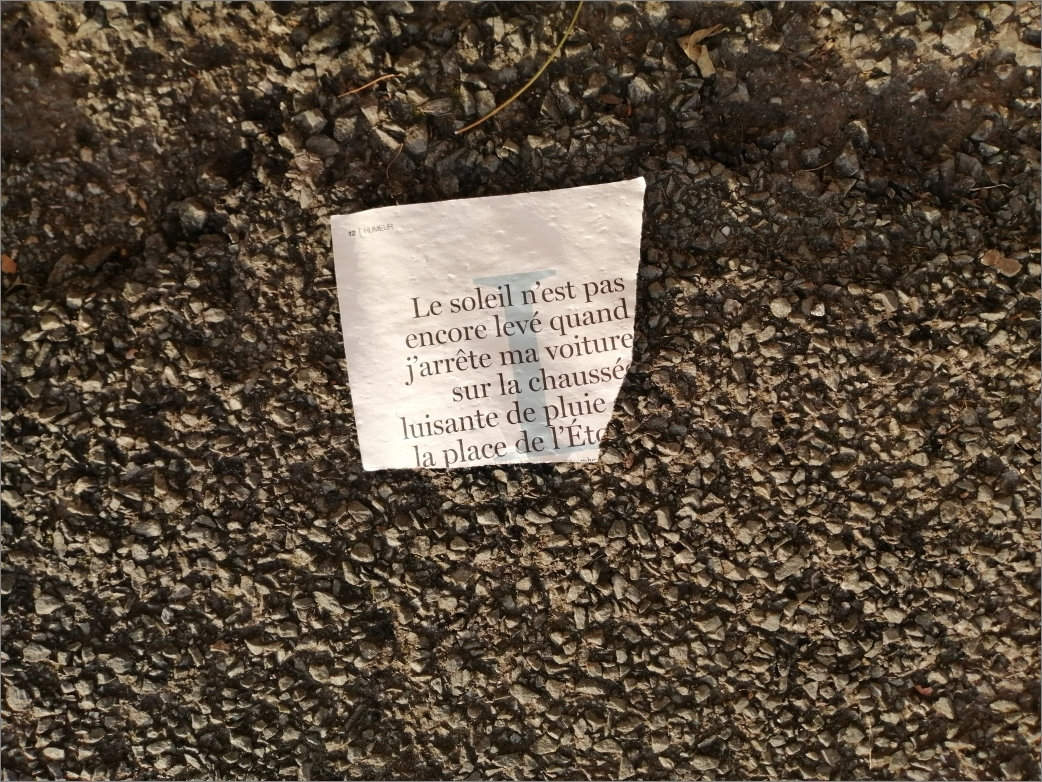 12 | HUMEUR
Le soleil n'est pas
encore levé quand
j'arrête ma voiture
sur la chaussée
luisante de pluie
la place de l'Éto